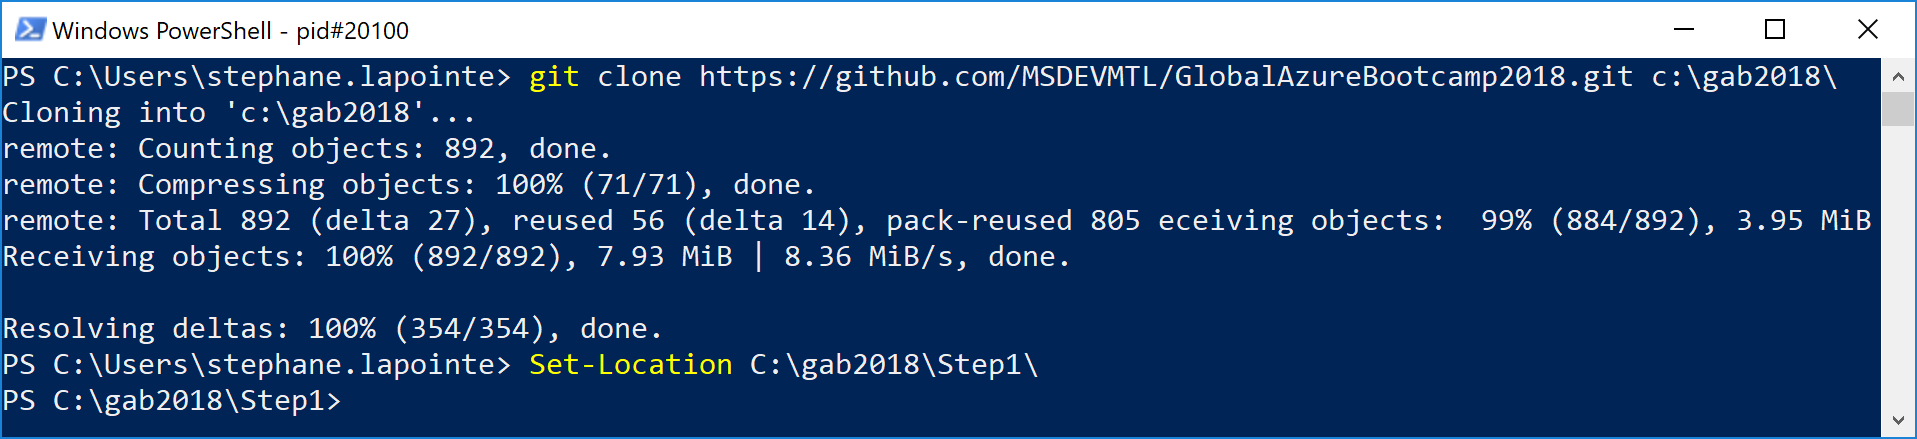 Windows PowerShell - pid#20100
PS C:\Users\stephane.lapointe> git clone https://github.com/MSDEVMTL/GlobalAzureBootcamp2018.git c:\gab2018\
Cloning into 'c:\gab2018'...
remote: Counting objects: 892, done.
remote: Compressing objects: 100% (71/71), done.
remote: Total 892 (delta 27), reused 56 (delta 14), pack-reused 805 eceiving objects:  99% (884/892), 3.95 MiB
Receiving objects: 100% (892/892), 7.93 MiB | 8.36 MiB/s, done.
Resolving deltas: 100% (354/354), done.
PS C:\Users\stephane.lapointe> Set-Location C:\gab2018\Step1\
PS C:\gab2018\Step1>